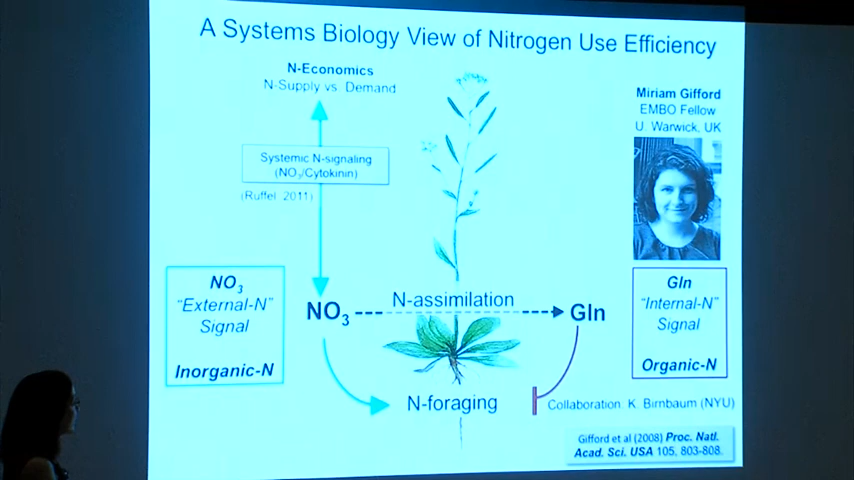 A Systems Biology View of Nitrogen Use Efficiency
N-Economics
N-Supply vs. Demand
Miriam Gifford
EMBO Fellow
U. Warwick, UK
Systemic N-signaling
(NO3/Cytokinin)
(Ruffel 2011)
NO3
"External-N"
Signal
Inorganic-N
NO3
N-assimilation
Gln
Gln
"Internal-N"
Signal
Organic-N
N-foraging
Collaboration: K. Birnbaum (NYU)
Gifford et al (2008) Proc. Natl.
Acad. Sci. USA 105, 803-808.